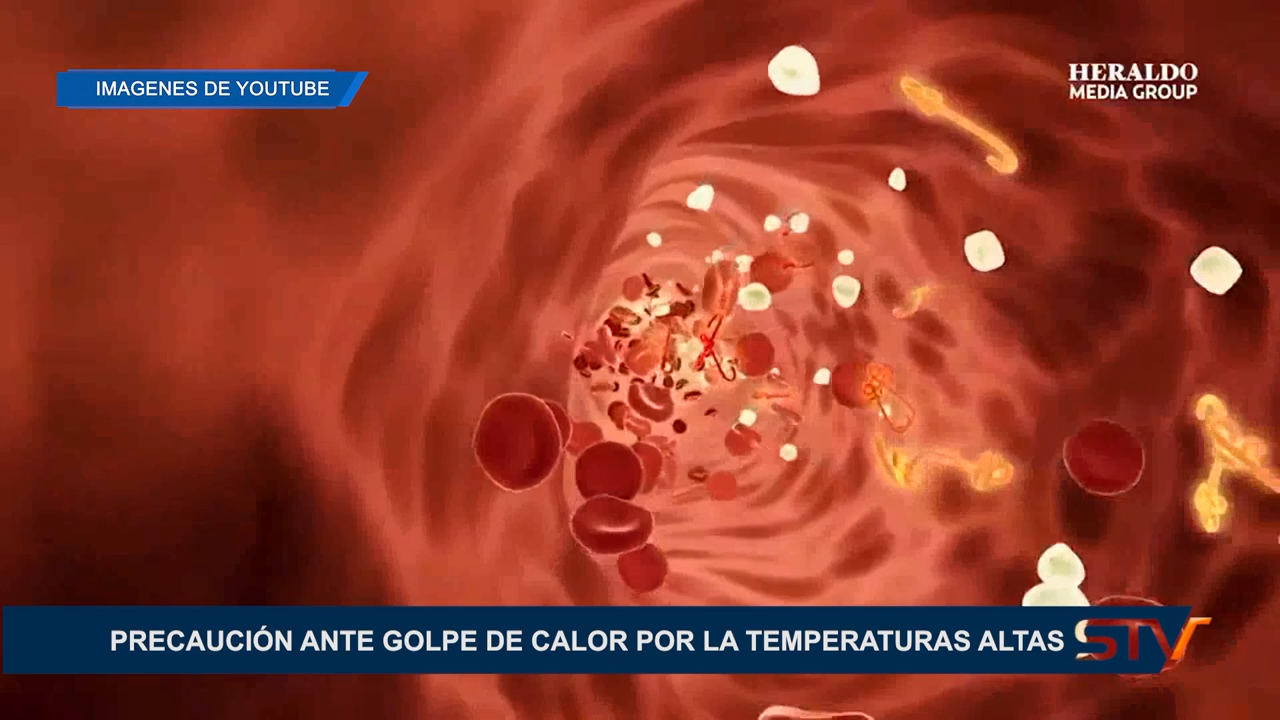 IMAGENES DE YOUTUBE
HERALDO
MEDIA GROUP
PRECAUCIÓN ANTE GOLPE DE CALOR POR LA TEMPERATURAS ALTAS
STV